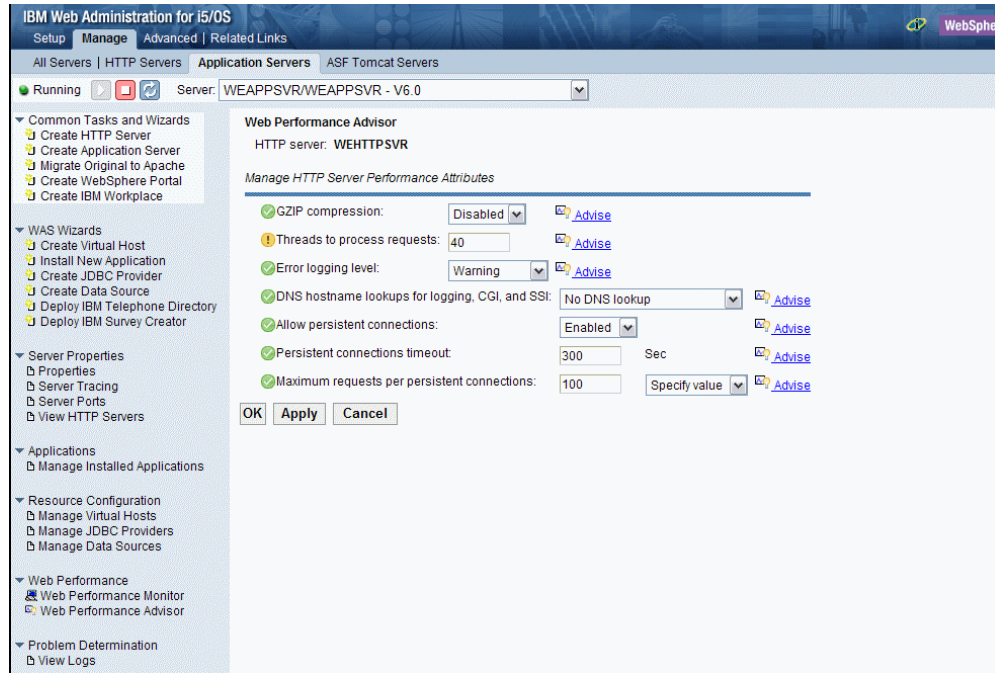 IBM Web Administration for i5/OS
Setup Manage Advanced | Related Links
WebSphe
All Servers | HTTP Servers Application Servers ASF Tomcat Servers
Running Server: WEAPPSVR/WEAPPSVR - V6.0
Common Tasks and Wizards
Create HTTP Server
Create Application Server
Migrate Original to Apache
Create WebSphere Portal
Create IBM Workplace
WAS Wizards
Create Virtual Host
Install New Application
Create JDBC Provider
Create Data Source
Deploy IBM Telephone Directory
Deploy IBM Survey Creator
Server Properties
Properties
Server Tracing
Server Ports
View HTTP Servers
Applications
Manage Installed Applications
Resource Configuration
Manage Virtual Hosts
Manage JDBC Providers
Manage Data Sources
Web Performance
Web Performance Monitor
Web Performance Advisor
Problem Determination
View Logs
Web Performance Advisor
HTTP server: WEHTTPSVR
Manage HTTP Server Performance Attributes
GZIP compression: Disabled Advise
Threads to process requests: 40 Advise
Error logging level: Warning Advise
DNS hostname lookups for logging, CGI, and SSI: No DNS lookup Advise
Allow persistent connections: Enabled Advise
Persistent connections timeout: 300 Sec Advise
Maximum requests per persistent connections: 100 Specify value Advise
OK Apply Cancel